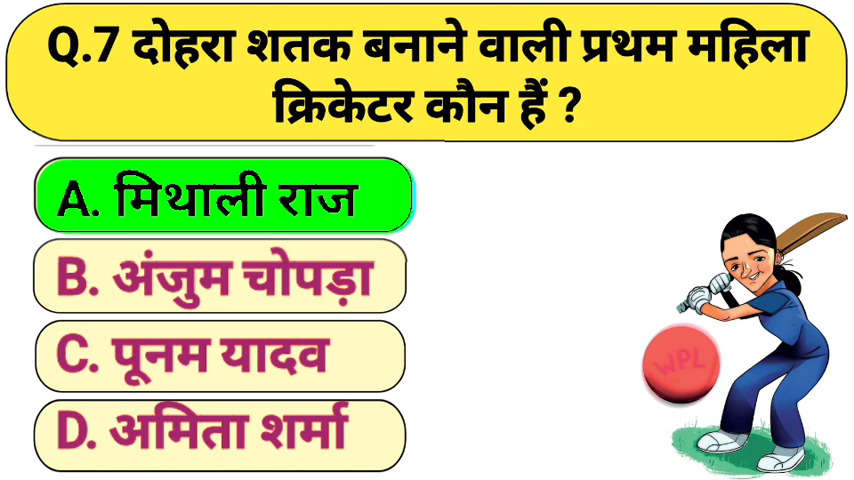 Q.7 दोहरा शतक बनाने वाली प्रथम महिला
क्रिकेटर कौन हैं ?
A. मिथाली राज
B. अंजुम चोपड़ा
C. पूनम यादव
D. अमिता शर्मा
WPL